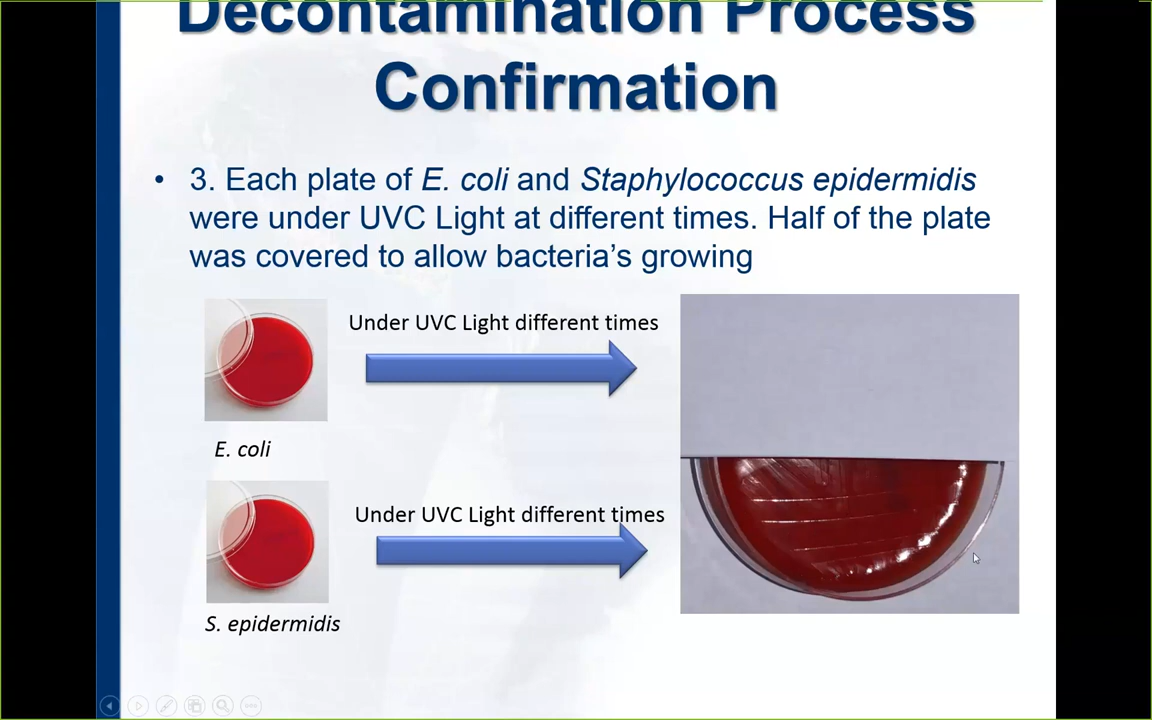 Decontamination Process
Confirmation
• 3. Each plate of E. coli and Staphylococcus epidermidis
were under UVC Light at different times. Half of the plate
was covered to allow bacteria’s growing
Under UVC Light different times
E. coli
Under UVC Light different times
S. epidermidis